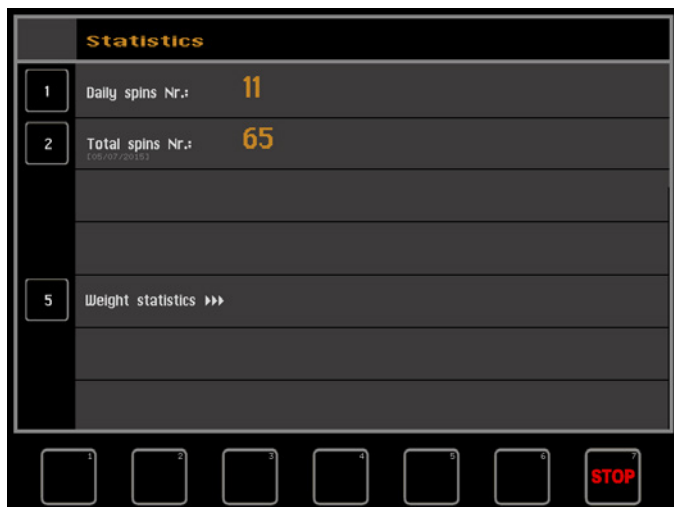 Statistics
1 Daily spins Nr.: 11
2 Total spins Nr.: 65
[05/07/2015]
5 Weight statistics
1 2 3 4 5 6 7
STOP